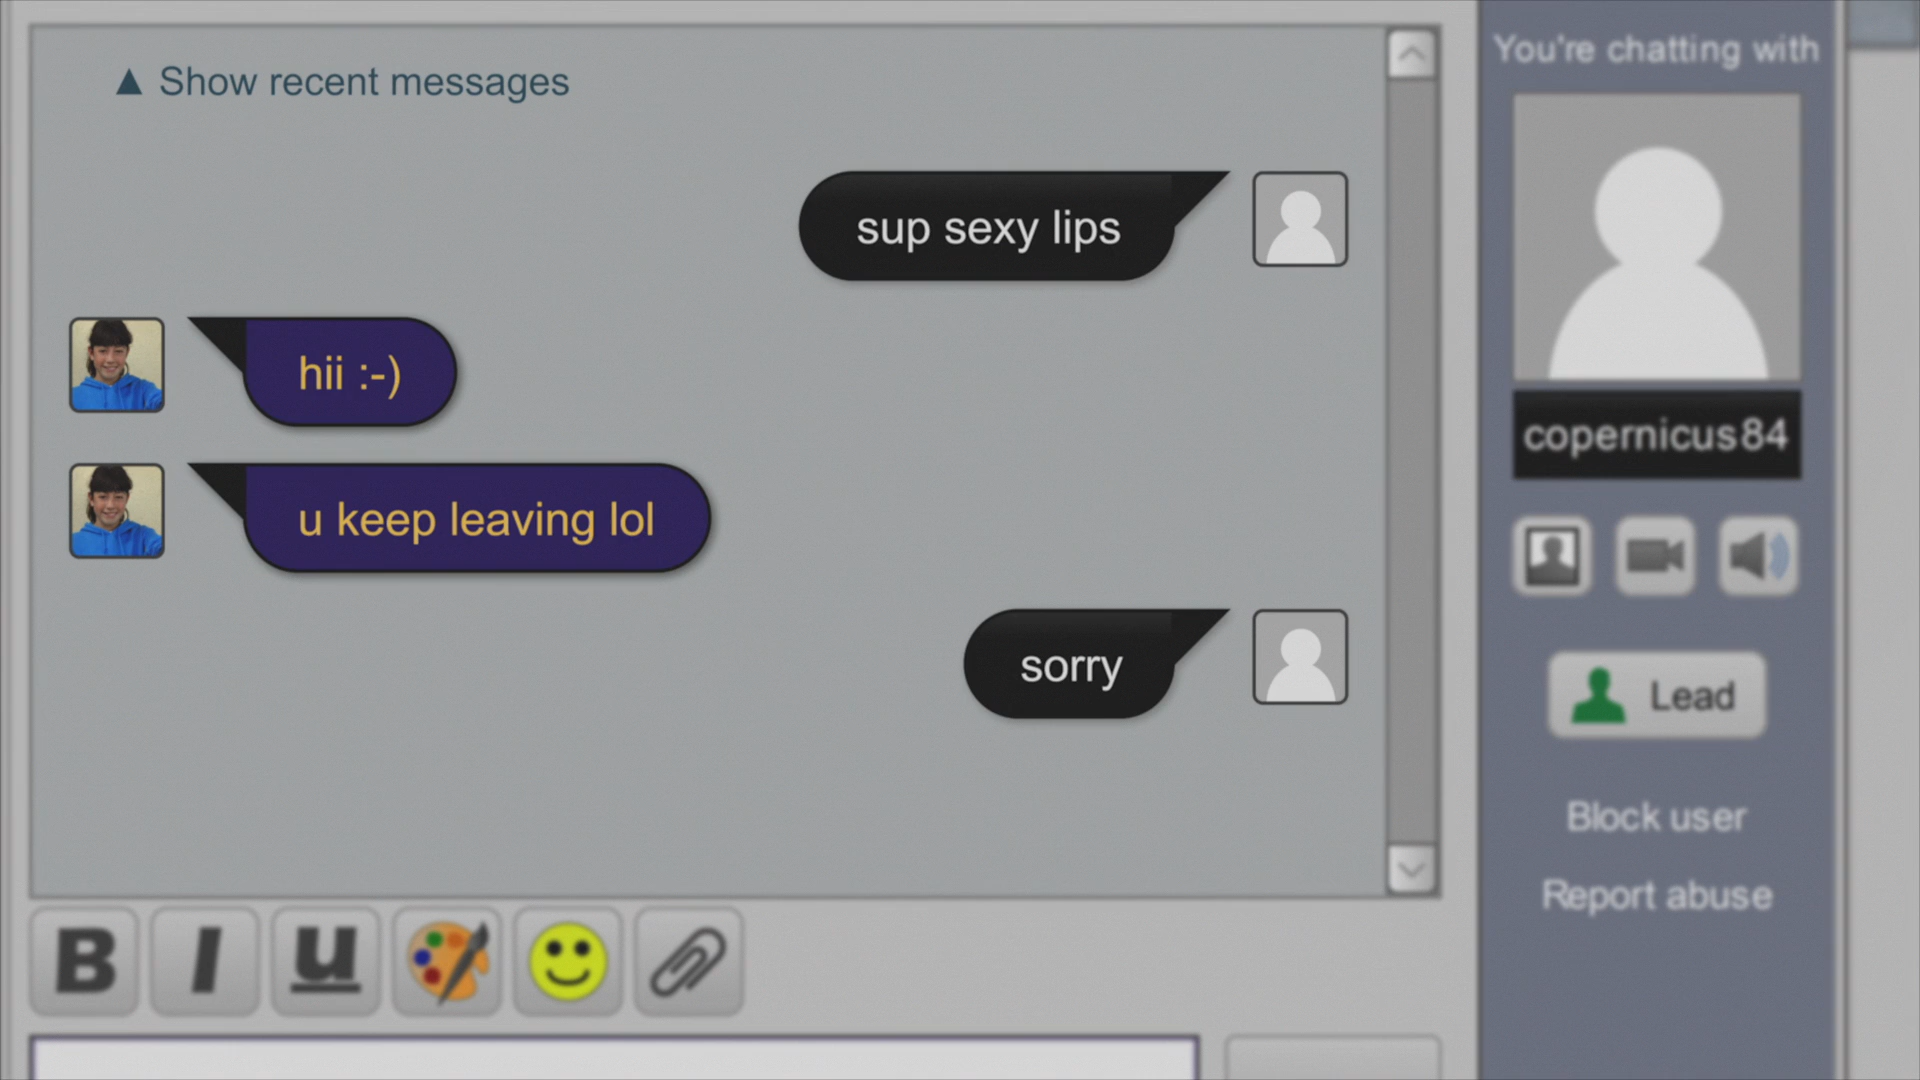 ▲ Show recent messages
sup sexy lips
hii :-)
u keep leaving lol
sorry
B I u
You're chatting with
copernicus84
Lead
Block user
Report abuse